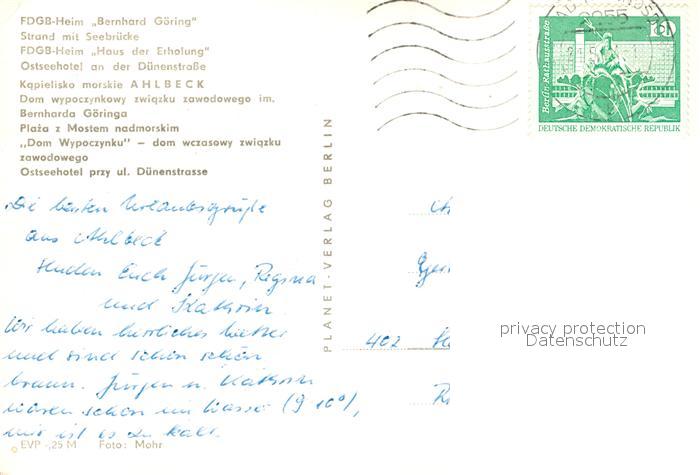 FDGB-Heim „Bernhard Göring"
Strand mit Seebrücke
FDGB-Heim „Haus der Erholung"
Ostseehotel an der Dünenstraße
Kąpielisko morskie AHLBECK
Dom wypoczynkowy związku zawodowego im.
Bernharda Göringa
Plaża z Mostem nadmorskim
„Dom Wypoczynku" – dom wczasowy związku
zawodowego
Ostseehotel przy ul. Dünenstrasse
Die besten Urlaubsgrüße
aus Ahlbeck
senden Euch Jürgen, Regina
und Kathrin.
Wir haben herrliches Wetter
und sind schon schön
braun. Jürgen u. Kathrin
waren schon im Wasser (9 10°),
mir ist es zu kalt.
EVP -,25 M Foto: Mohr
PLANET-VERLAG BERLIN
2255
10
Berlin-Rathausstraße
DEUTSCHE DEMOKRATISCHE REPUBLIK
402
privacy protection
Datenschutz